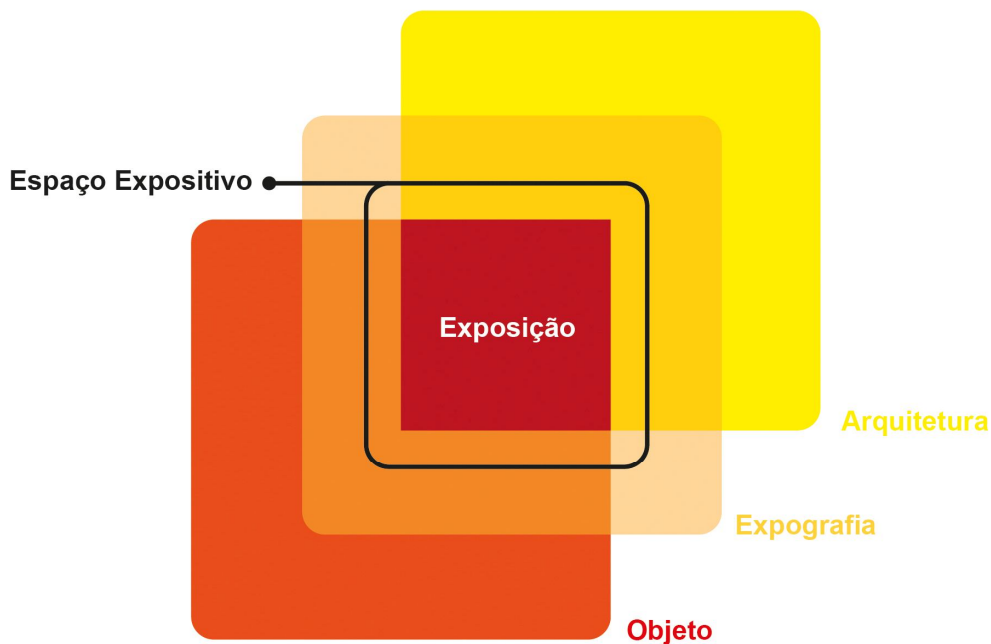 Espaço Expositivo
Exposição
Arquitetura
Expografia
Objeto